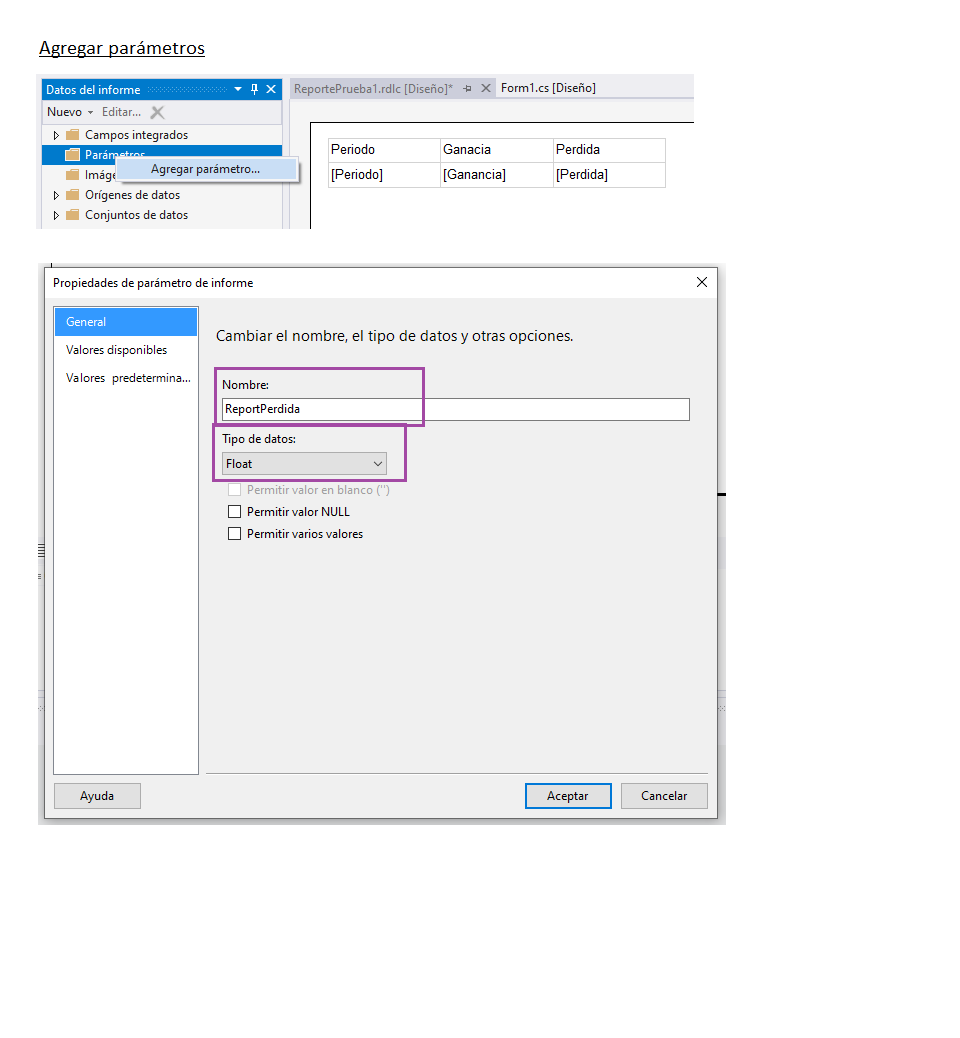 Agregar parámetros
Datos del informe
ReportePrueba1.rdlc [Diseño]*
Form1.cs [Diseño]
Nuevo
Editar...
Campos integrados
Parámetros
Agregar parámetro...
Imáge
Orígenes de datos
Conjuntos de datos
Periodo Ganacia Perdida
[Periodo] [Ganancia] [Perdida]
Propiedades de parámetro de informe
General
Valores disponibles
Valores predetermina...
Cambiar el nombre, el tipo de datos y otras opciones.
Nombre:
ReportPerdida
Tipo de datos:
Float
Permitir valor en blanco ("")
Permitir valor NULL
Permitir varios valores
Ayuda
Aceptar
Cancelar